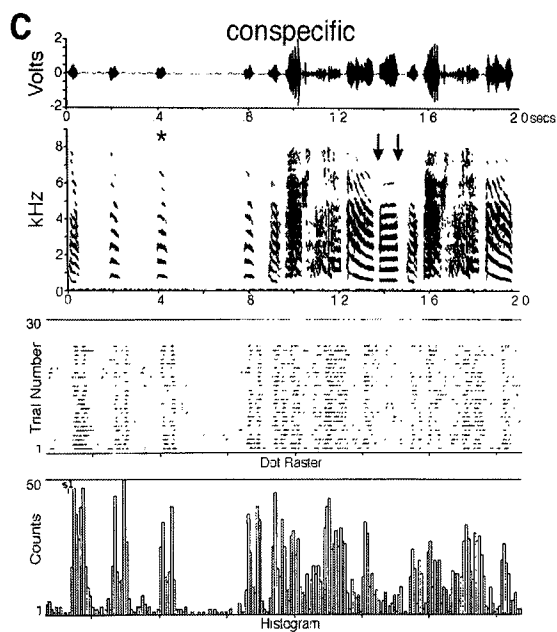 C
conspecific
2
0
-2
Volts
0 4 8 12 16 2 0 secs
*
8
6
4
2
0
kHz
0 4 8 12 16 2 0
30
Trial Number
1
Dot Raster
50
Counts
1
Histogram